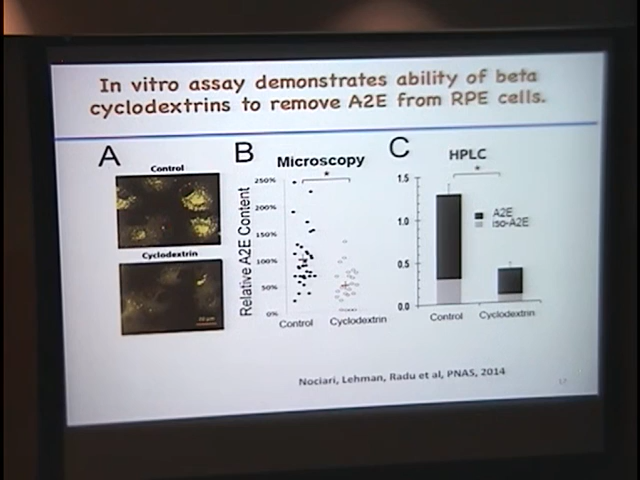 In vitro assay demonstrates ability of beta
cyclodextrins to remove A2E from RPE cells.
A
Control
Cyclodextrin
B
Microscopy
*
Relative A2E Content
250%
200%
150%
100%
50%
0%
Control
Cyclodextrin
C
HPLC
*
1.5
1.0
0.5
0.0
A2E
iso-A2E
Control
Cyclodextrin
Nociari, Lehman, Radu et al, PNAS, 2014